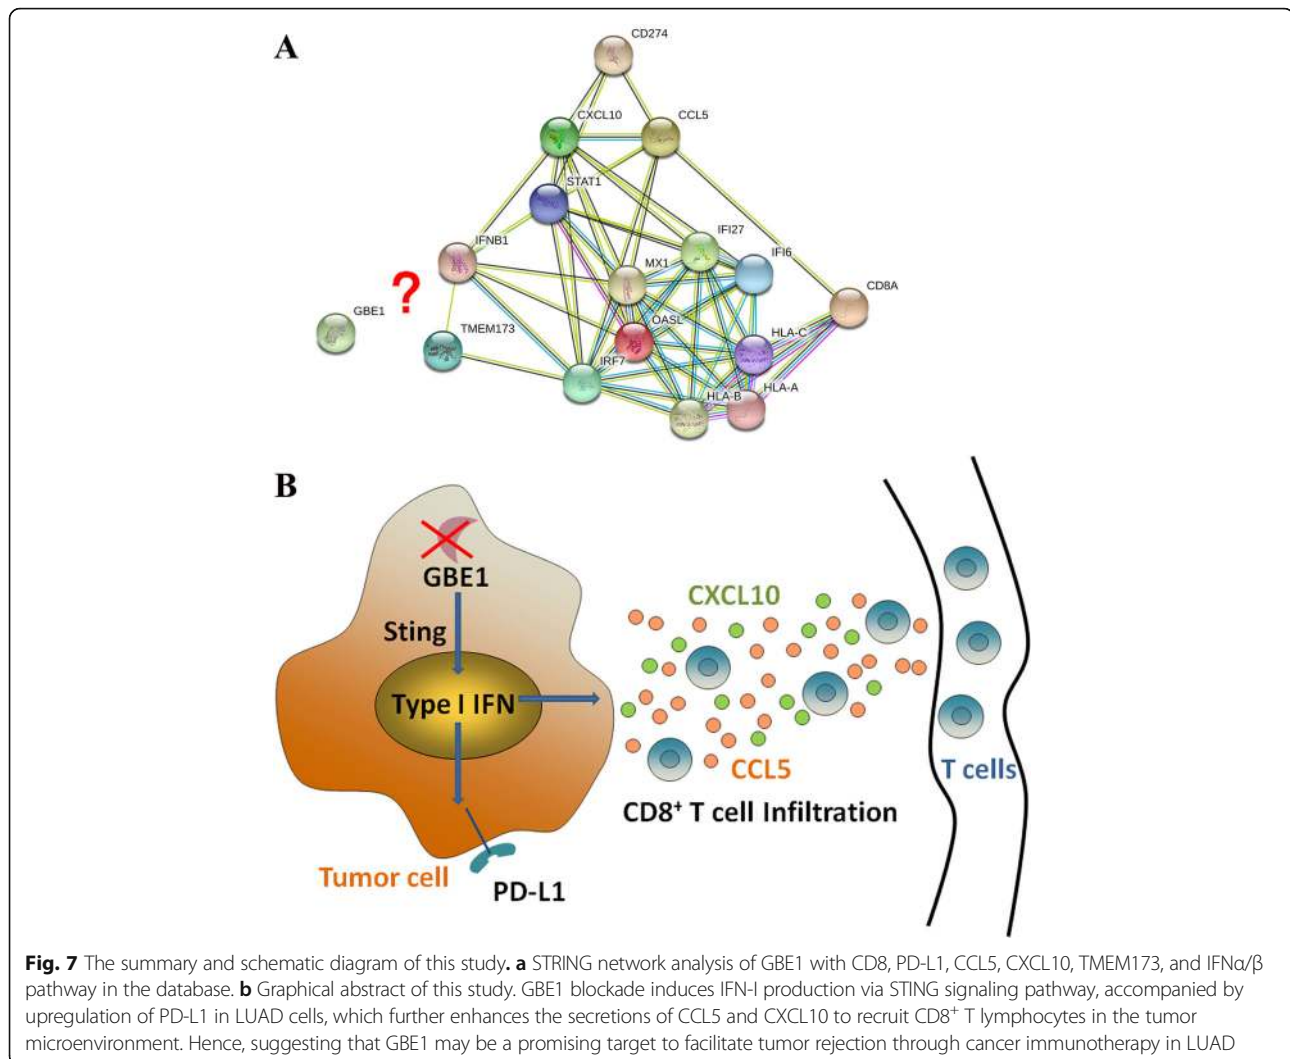 A
CD274
CXCL10
CCL5
STAT1
IFNB1
IFI27
MX1
IFI6
CD8A
?
GBE1
TMEM173
OASL
HLA-C
IRF7
HLA-A
HLA-B
B
GBE1
CXCL10
Sting
Type I IFN
CCL5
T cells
CD8⁺ T cell Infiltration
Tumor cell
PD-L1
Fig. 7 The summary and schematic diagram of this study. a STRING network analysis of GBE1 with CD8, PD-L1, CCL5, CXCL10, TMEM173, and IFNα/β
pathway in the database. b Graphical abstract of this study. GBE1 blockade induces IFN-I production via STING signaling pathway, accompanied by
upregulation of PD-L1 in LUAD cells, which further enhances the secretions of CCL5 and CXCL10 to recruit CD8⁺ T lymphocytes in the tumor
microenvironment. Hence, suggesting that GBE1 may be a promising target to facilitate tumor rejection through cancer immunotherapy in LUAD